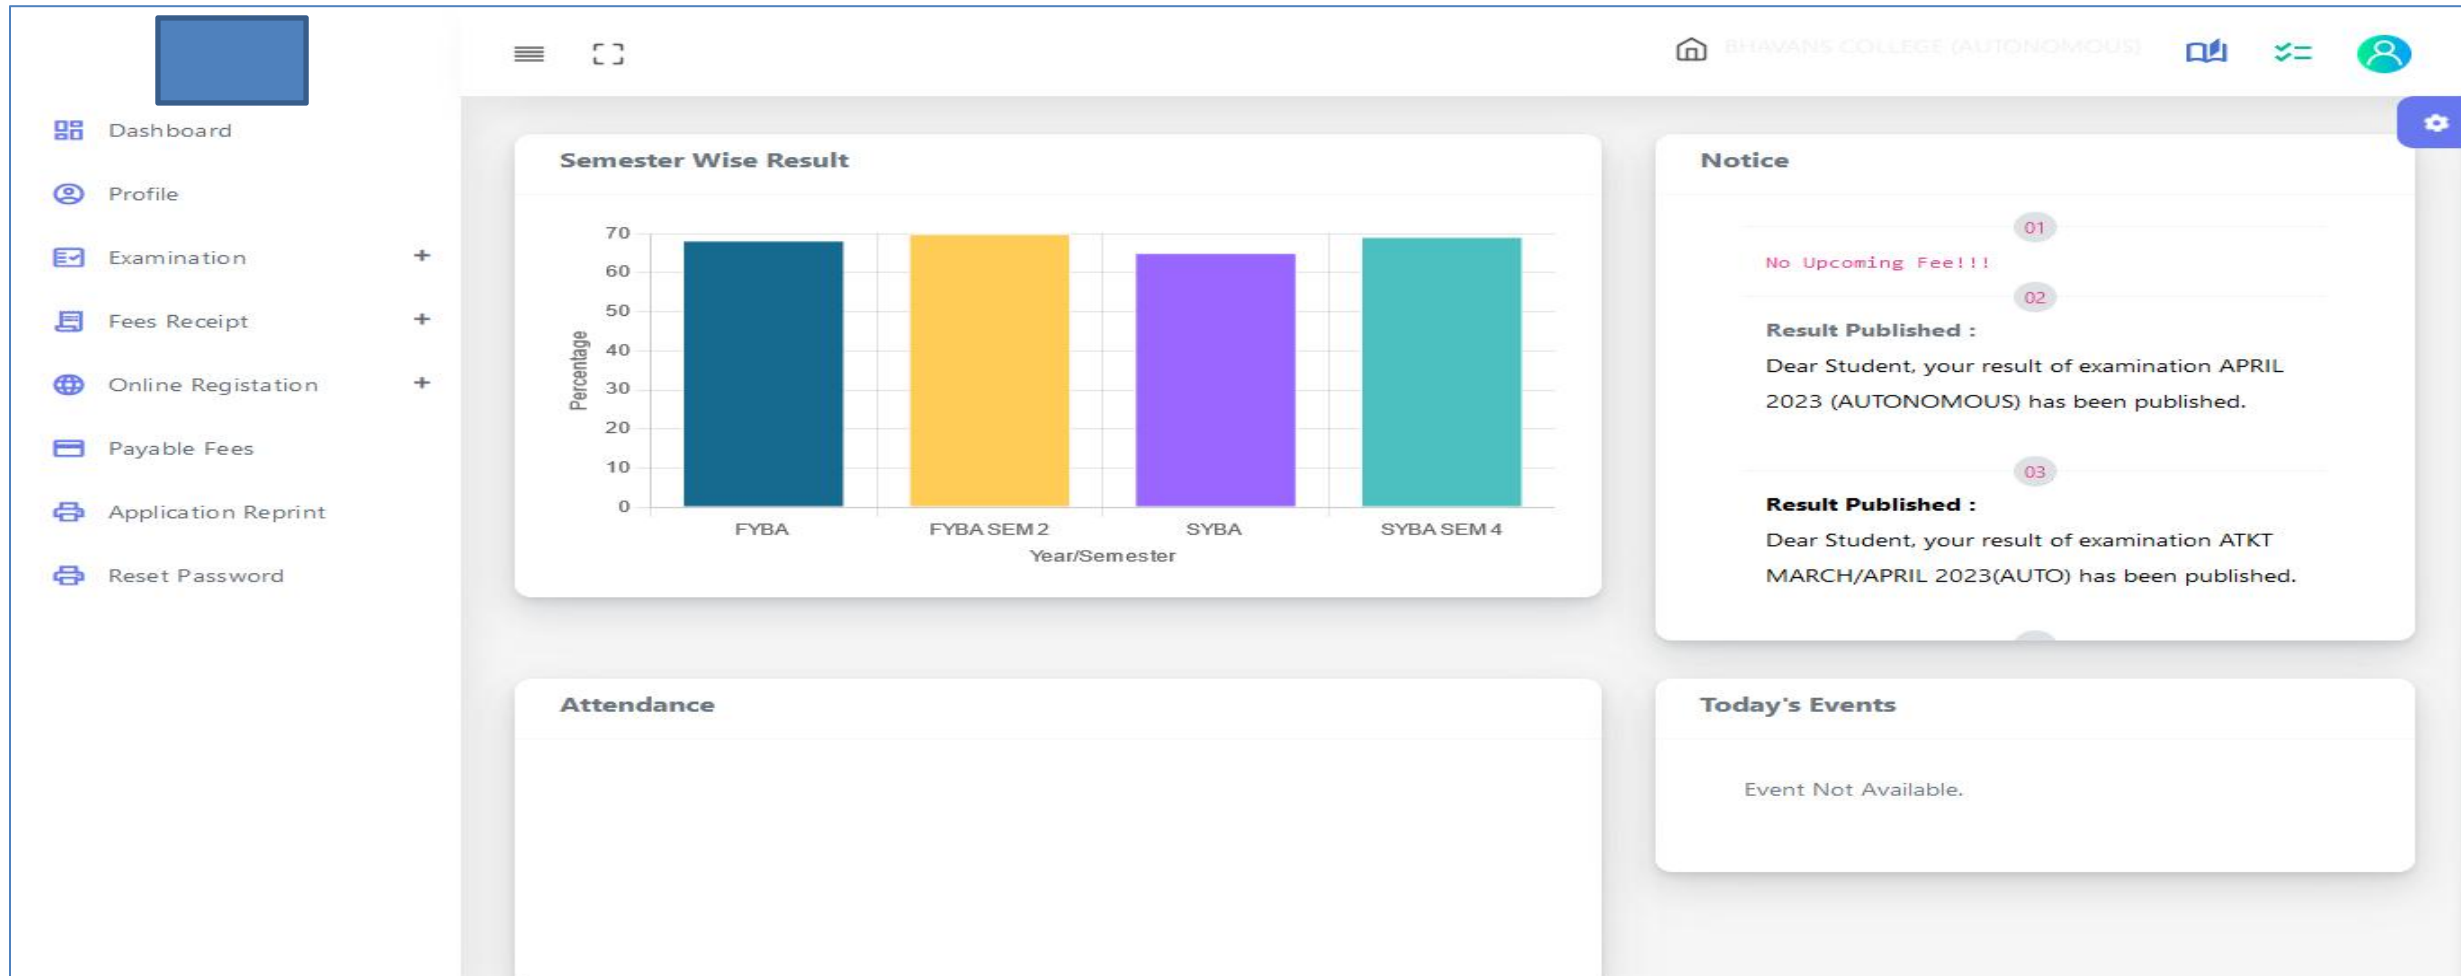 BHAVANS COLLEGE (AUTONOMOUS)
Dashboard
Profile
Examination +
Fees Receipt +
Online Registation +
Payable Fees
Application Reprint
Reset Password
Semester Wise Result
Percentage
70
60
50
40
30
20
10
0
FYBA FYBA SEM 2 SYBA SYBA SEM 4
Year/Semester
Notice
01
No Upcoming Fee!!!
02
Result Published :
Dear Student, your result of examination APRIL
2023 (AUTONOMOUS) has been published.
03
Result Published :
Dear Student, your result of examination ATKT
MARCH/APRIL 2023(AUTO) has been published.
Attendance
Today's Events
Event Not Available.